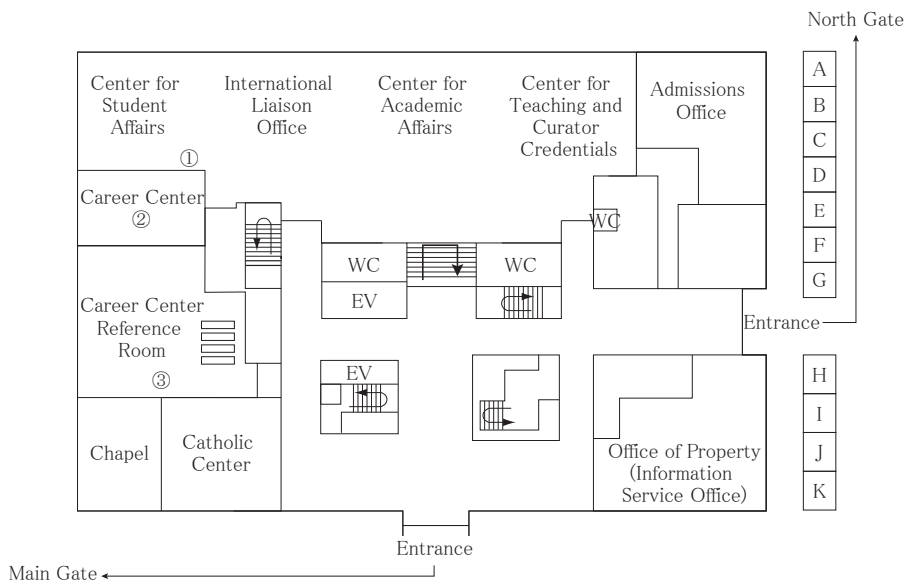 North Gate
Center for
Student
Affairs
①
International
Liaison
Office
Center for
Academic
Affairs
Center for
Teaching and
Curator
Credentials
Admissions
Office
A
B
C
D
E
F
G
Career Center
②
WC
WC
WC
EV
Entrance
Career Center
Reference
Room
③
EV
H
I
J
K
Chapel
Catholic
Center
Office of Property
(Information
Service Office)
Entrance
Main Gate